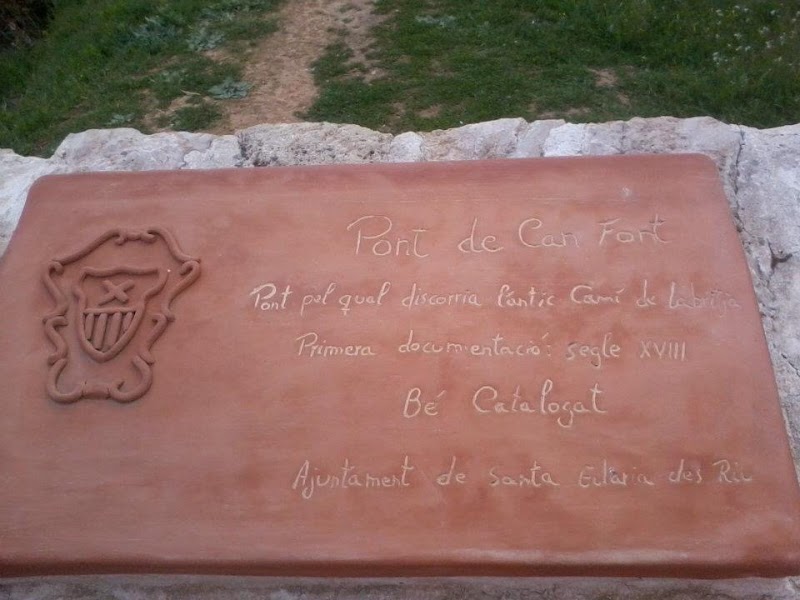 Pont de Can Fort
Pont pel qual discorria l'antic Camí de Labritja
Primera documentació: segle XVIII
Bé Catalogat
Ajuntament de Santa Eulària des Riu